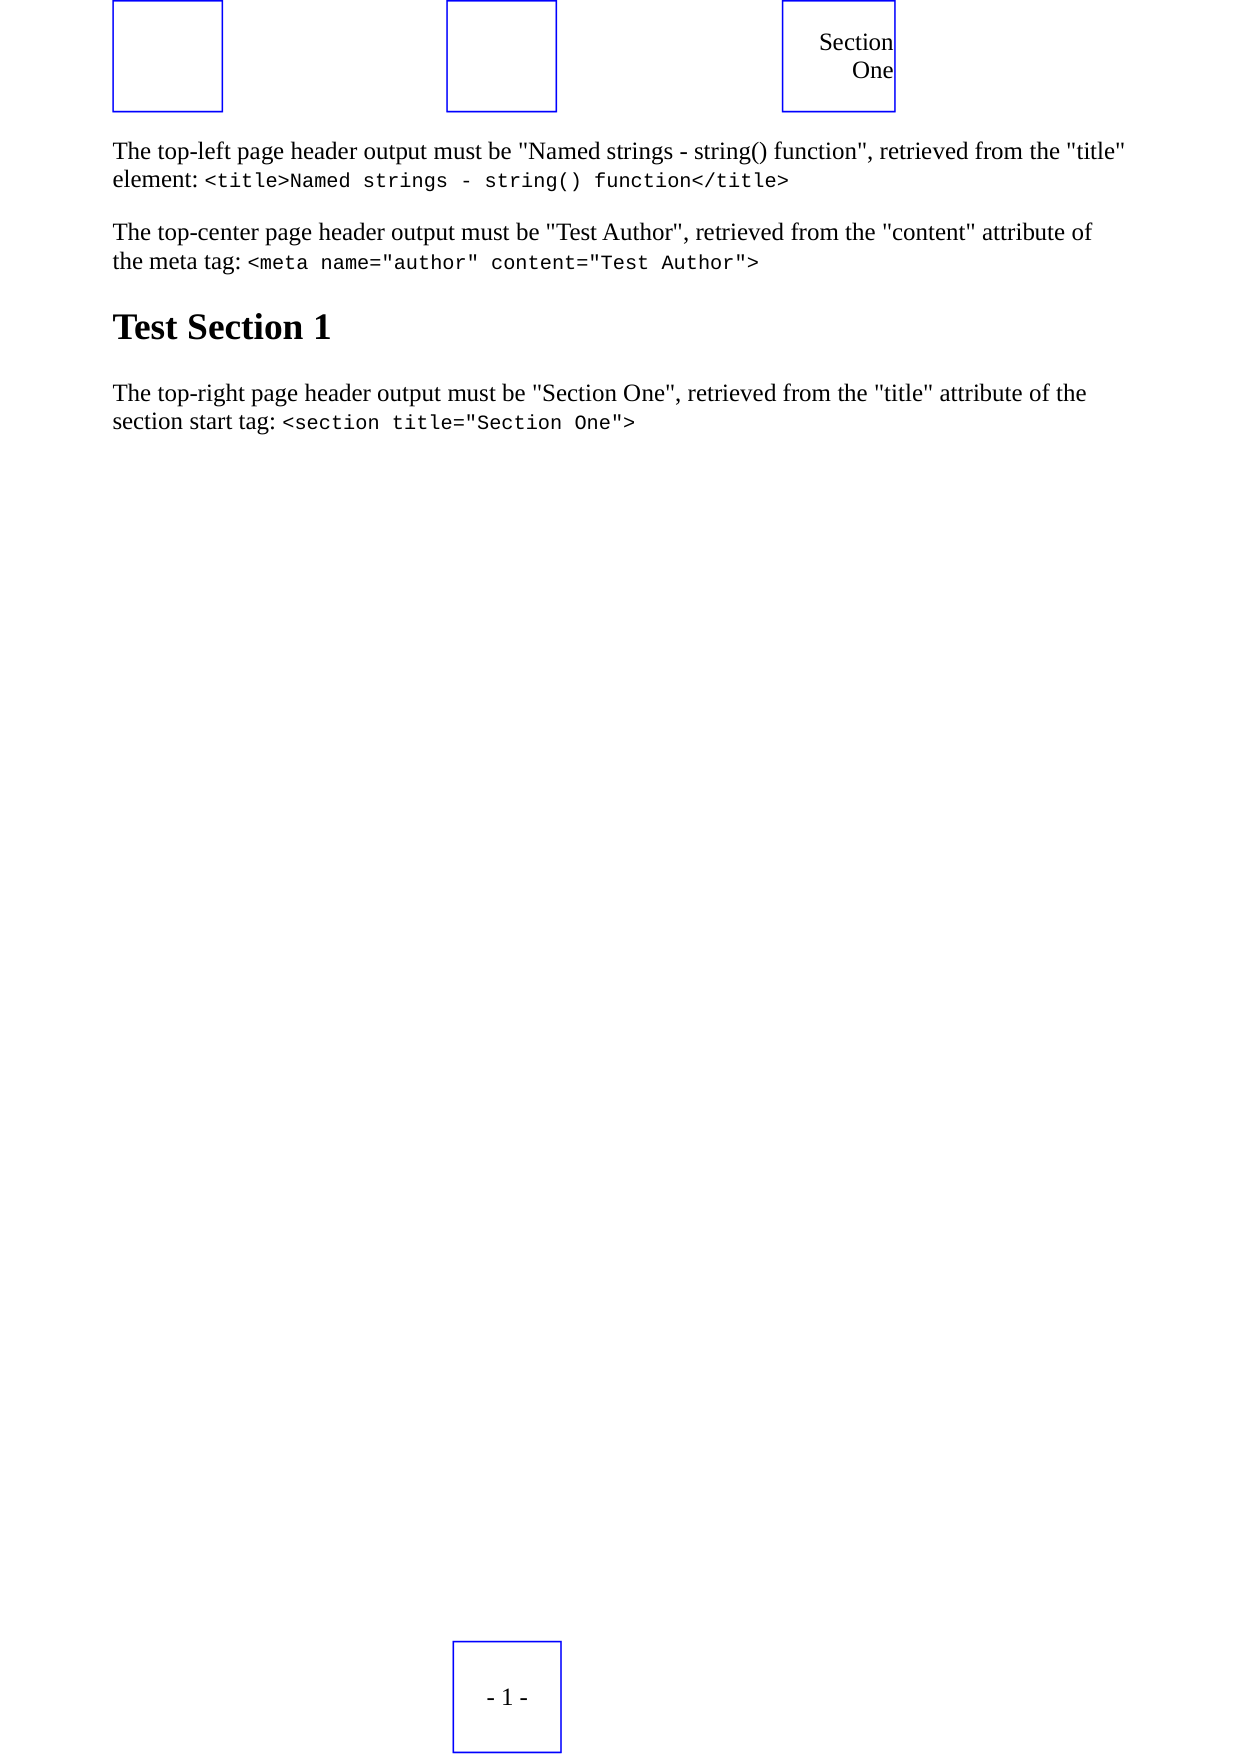 Section
One
The top-left page header output must be "Named strings - string() function", retrieved from the "title"
element: <title>Named strings - string() function</title>
The top-center page header output must be "Test Author", retrieved from the "content" attribute of
the meta tag: <meta name="author" content="Test Author">
Test Section 1
The top-right page header output must be "Section One", retrieved from the "title" attribute of the
section start tag: <section title="Section One">
- 1 -